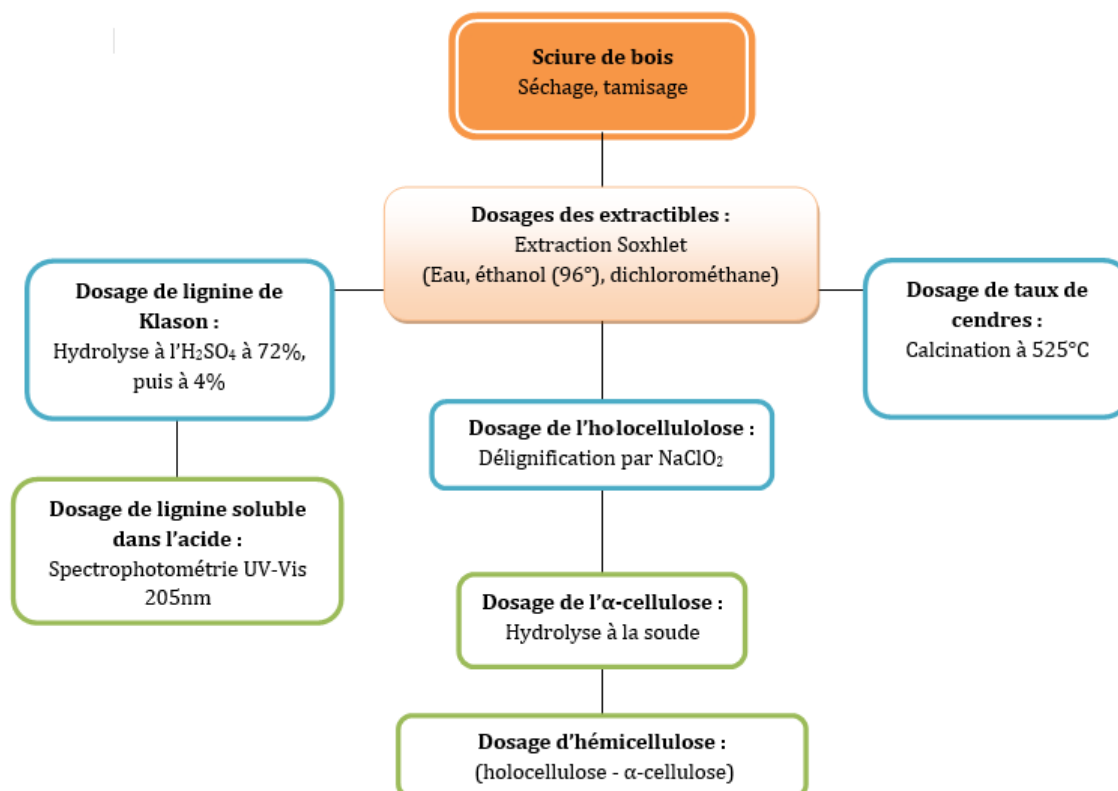 Sciure de bois
Séchage, tamisage
Dosages des extractibles :
Extraction Soxhlet
(Eau, éthanol (96°), dichlorométhane)
Dosage de lignine de
Klason :
Hydrolyse à l’H₂SO₄ à 72%,
puis à 4%
Dosage de taux de
cendres :
Calcination à 525°C
Dosage de l’holocellulolose :
Délignification par NaClO₂
Dosage de lignine soluble
dans l’acide :
Spectrophotométrie UV-Vis
205nm
Dosage de l’α-cellulose :
Hydrolyse à la soude
Dosage d’hémicellulose :
(holocellulose - α-cellulose)